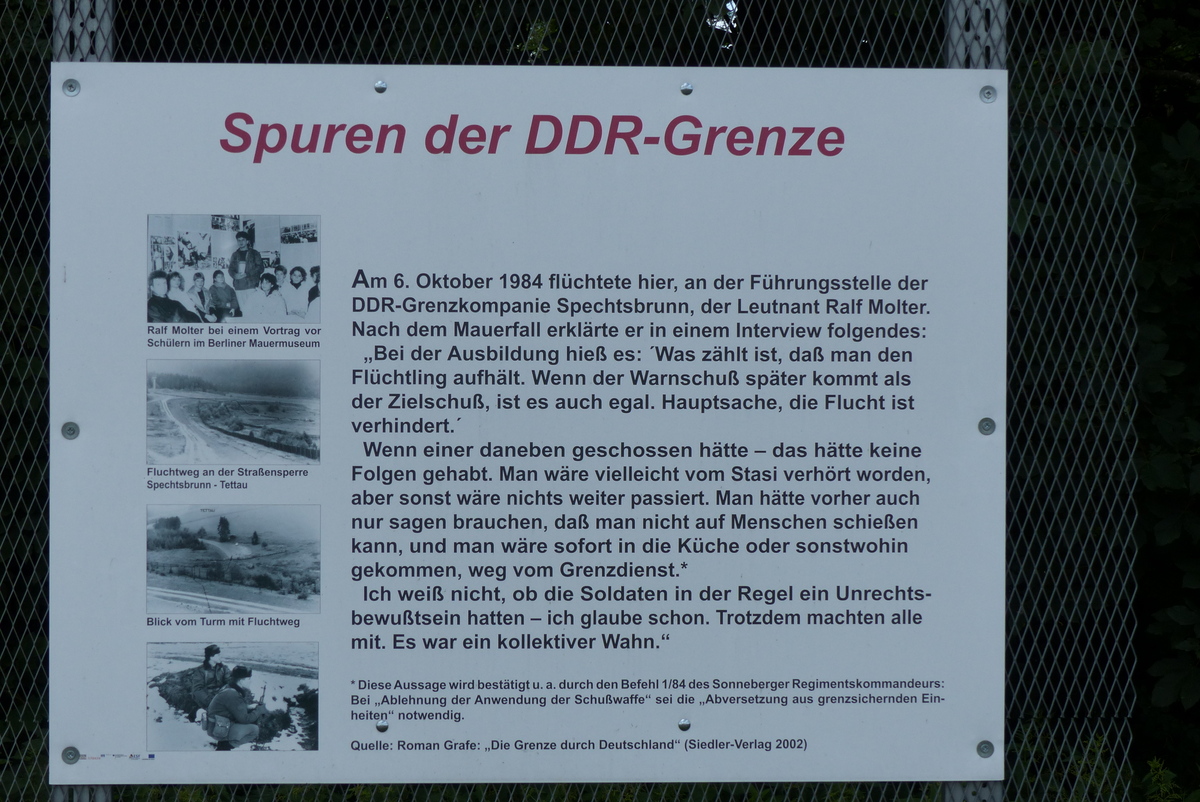 Spuren der DDR-Grenze
Ralf Molter bei einem Vortrag vor
Schülern im Berliner Mauermuseum
Fluchtweg an der Straßensperre
Spechtsbrunn - Tettau
TETTAU
Blick vom Turm mit Fluchtweg
Am 6. Oktober 1984 flüchtete hier, an der Führungsstelle der
DDR-Grenzkompanie Spechtsbrunn, der Leutnant Ralf Molter.
Nach dem Mauerfall erklärte er in einem Interview folgendes:
„Bei der Ausbildung hieß es: ´Was zählt ist, daß man den
Flüchtling aufhält. Wenn der Warnschuß später kommt als
der Zielschuß, ist es auch egal. Hauptsache, die Flucht ist
verhindert.´
Wenn einer daneben geschossen hätte – das hätte keine
Folgen gehabt. Man wäre vielleicht vom Stasi verhört worden,
aber sonst wäre nichts weiter passiert. Man hätte vorher auch
nur sagen brauchen, daß man nicht auf Menschen schießen
kann, und man wäre sofort in die Küche oder sonstwohin
gekommen, weg vom Grenzdienst.*
Ich weiß nicht, ob die Soldaten in der Regel ein Unrechts-
bewußtsein hatten – ich glaube schon. Trotzdem machten alle
mit. Es war ein kollektiver Wahn.“
* Diese Aussage wird bestätigt u. a. durch den Befehl 1/84 des Sonneberger Regimentskommandeurs:
Bei „Ablehnung der Anwendung der Schußwaffe“ sei die „Abversetzung aus grenzsichernden Ein-
heiten“ notwendig.
Quelle: Roman Grafe: „Die Grenze durch Deutschland“ (Siedler-Verlag 2002)